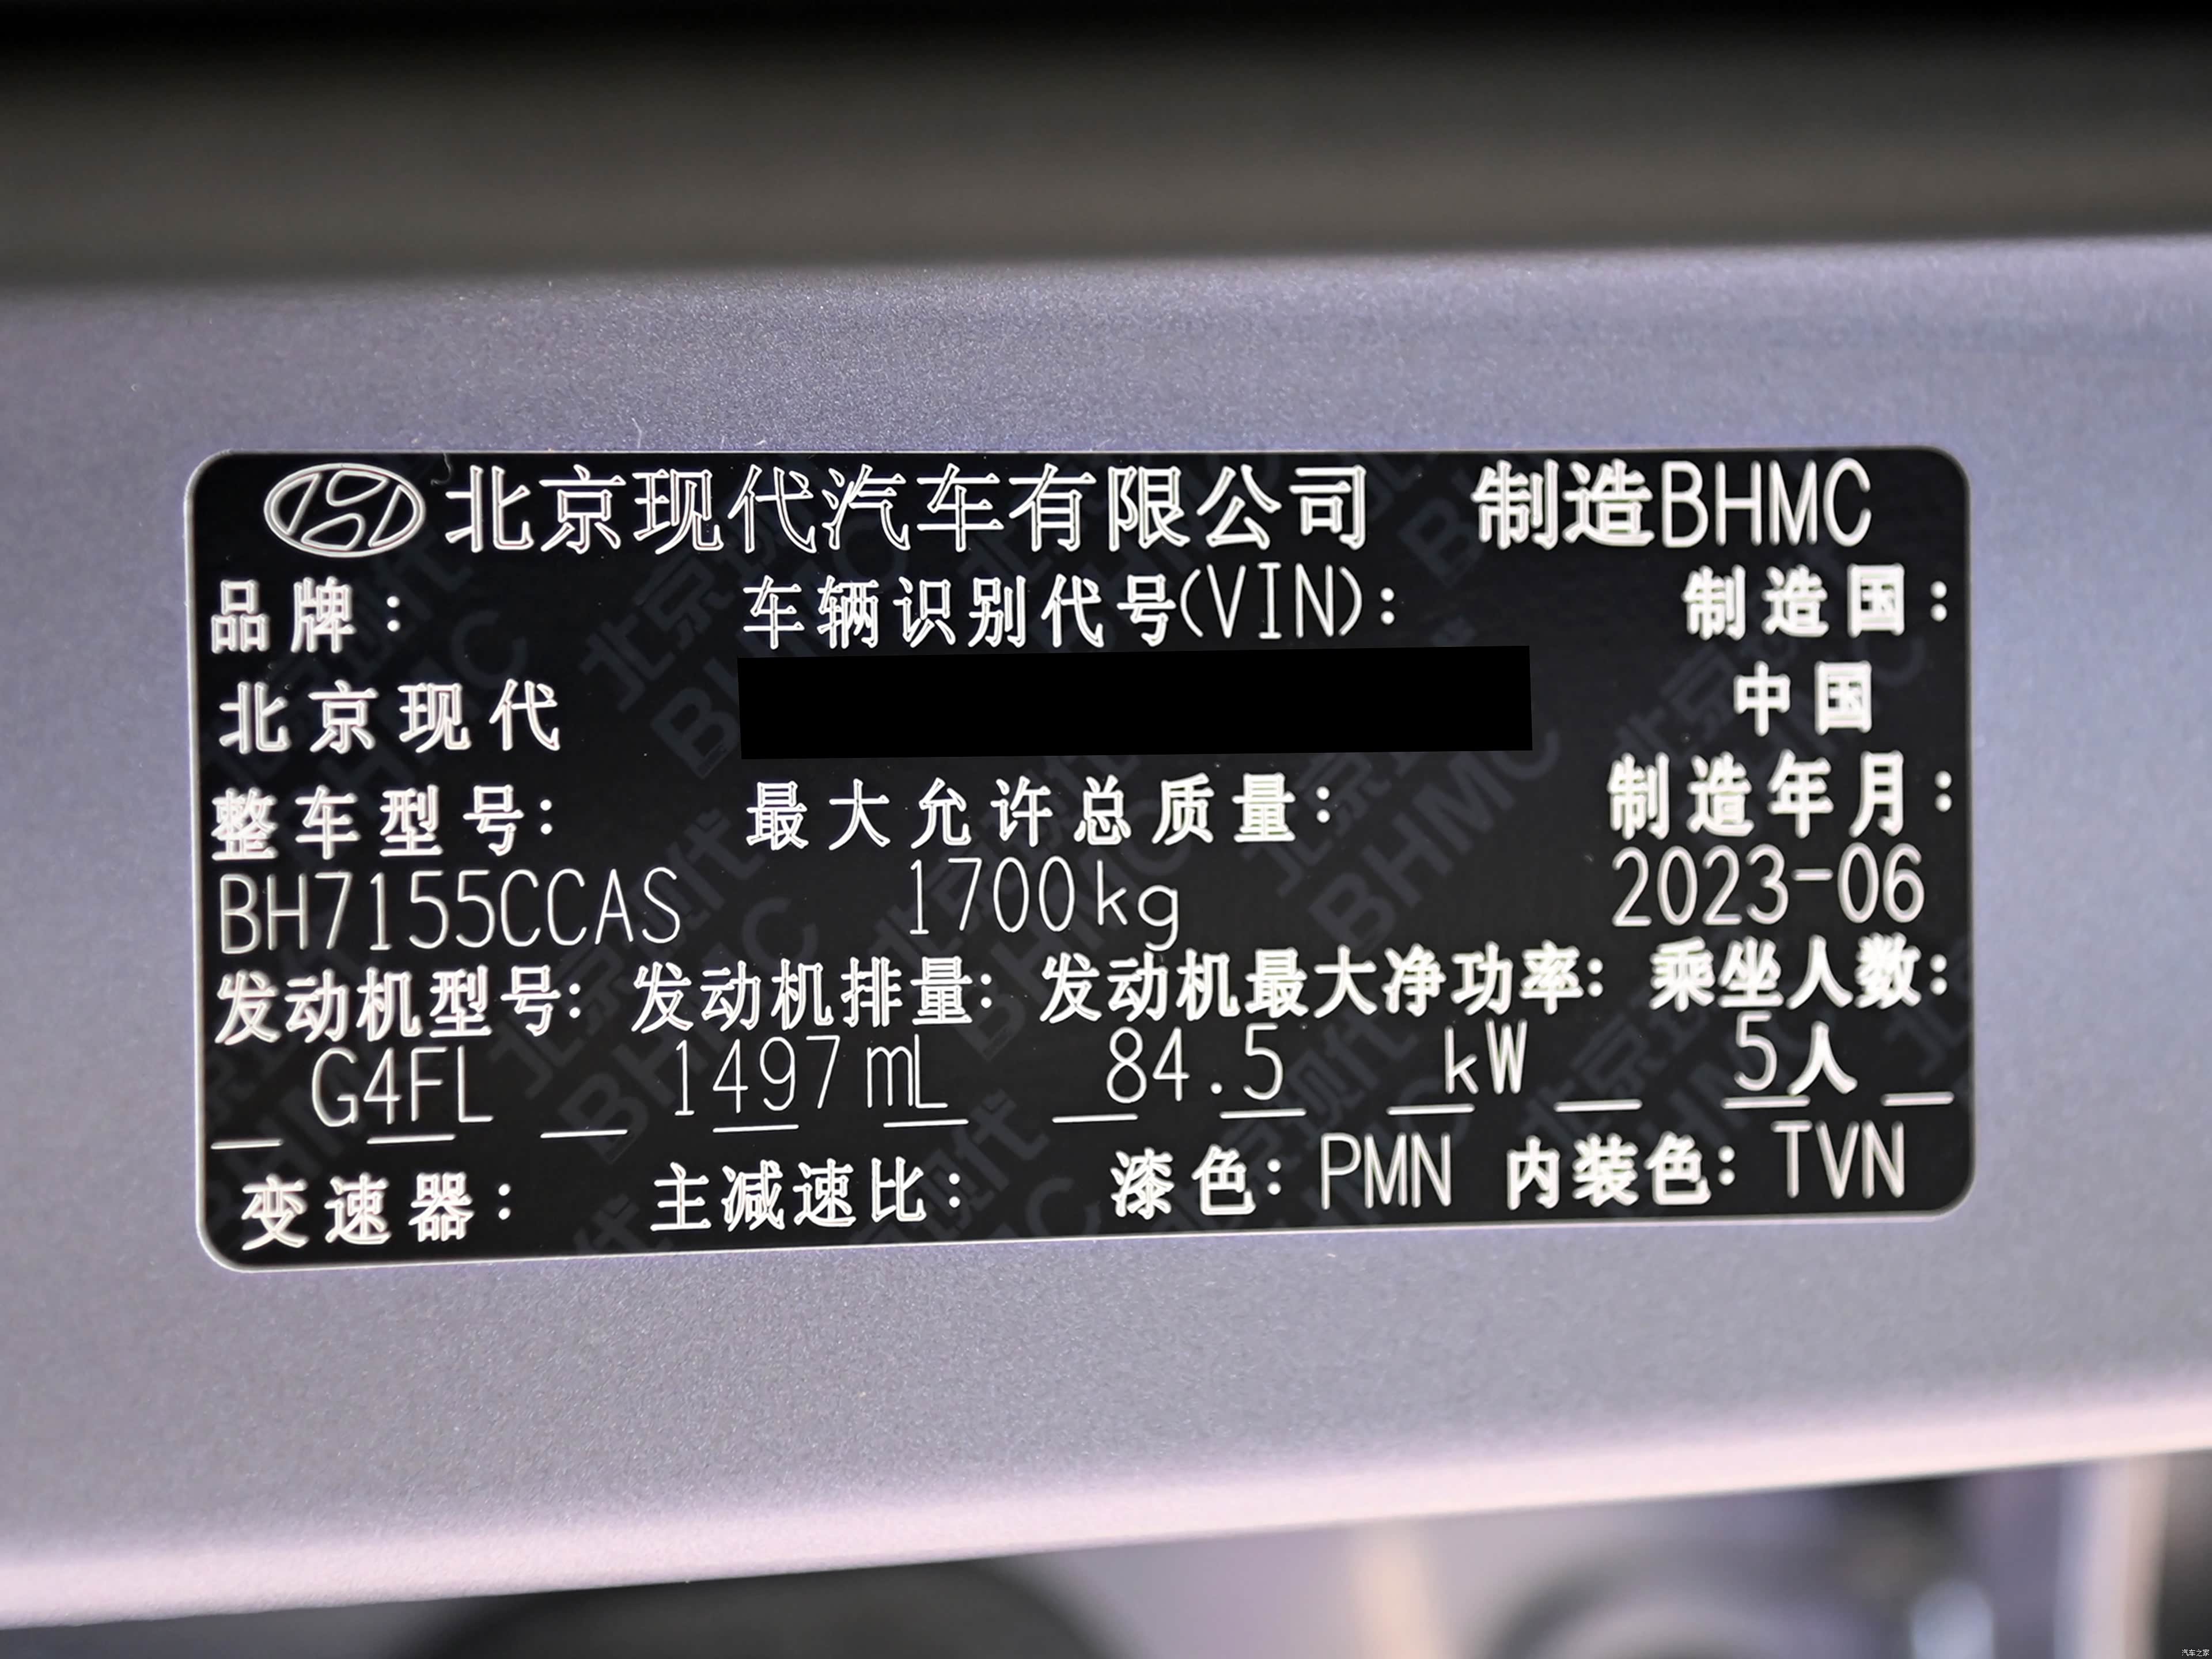 北京现代汽车有限公司 制造BHMC
品牌： 车辆识别代号(VIN)： 制造国：
北京现代 中国
整车型号： 最大允许总质量： 制造年月：
BH7155CCAS 1700kg 2023-06
发动机型号： 发动机排量： 发动机最大净功率： 乘坐人数：
G4FL 1497mL 84.5 kW 5人
变速器： 主减速比： 漆色：PMN 内装色：TVN
汽车之家